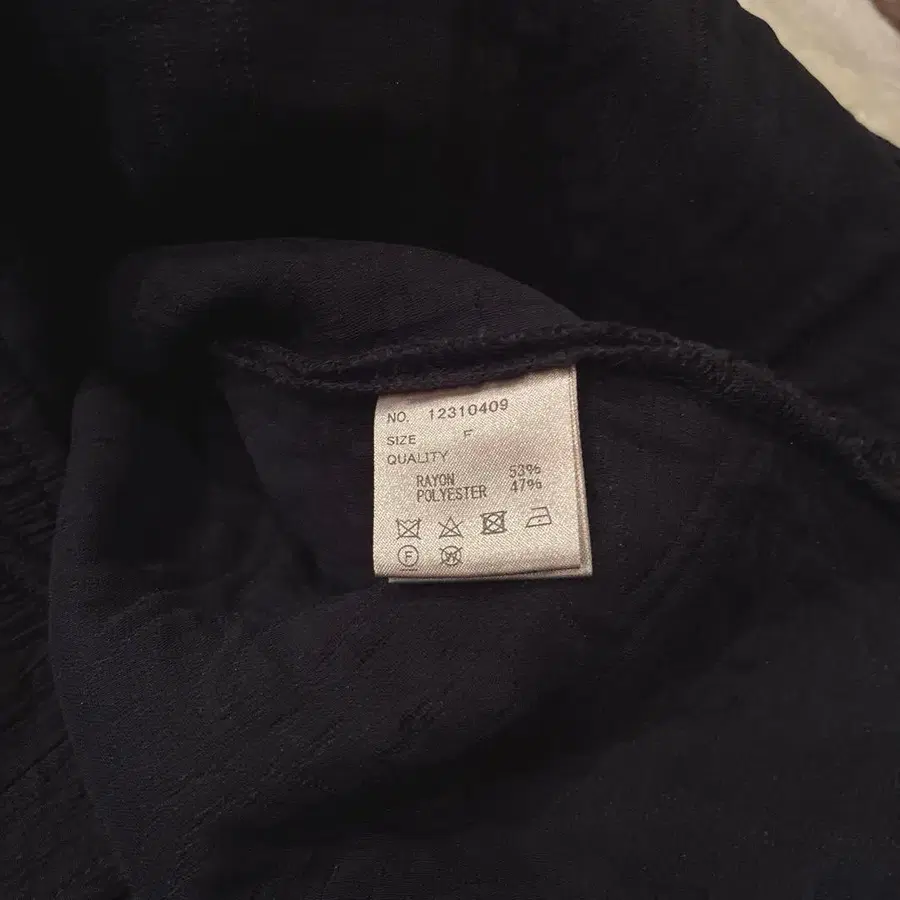 NO. 12310409
SIZE F
QUALITY
RAYON 53%
POLYESTER 47%
F
W